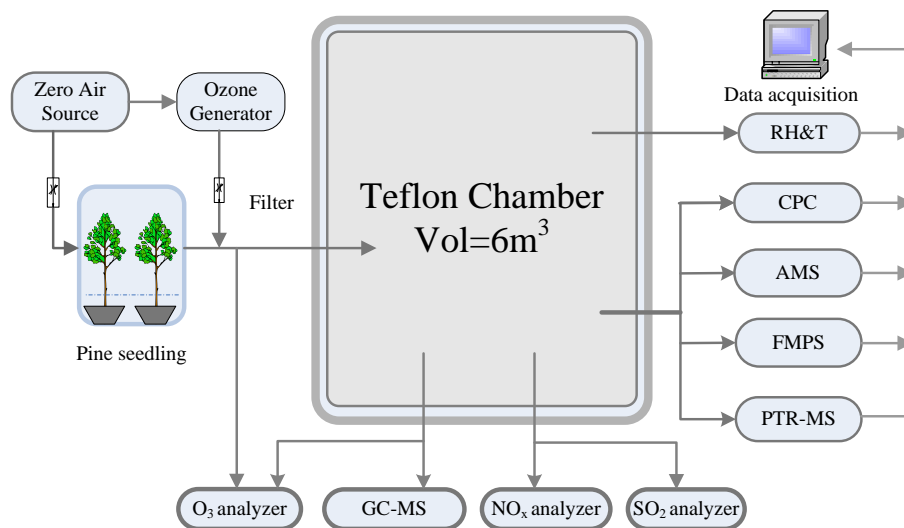 Zero Air
Source
Ozone
Generator
Filter
Pine seedling
Teflon Chamber
Vol=6m³
Data acquisition
RH&T
CPC
AMS
FMPS
PTR-MS
O₃ analyzer
GC-MS
NOₓ analyzer
SO₂ analyzer